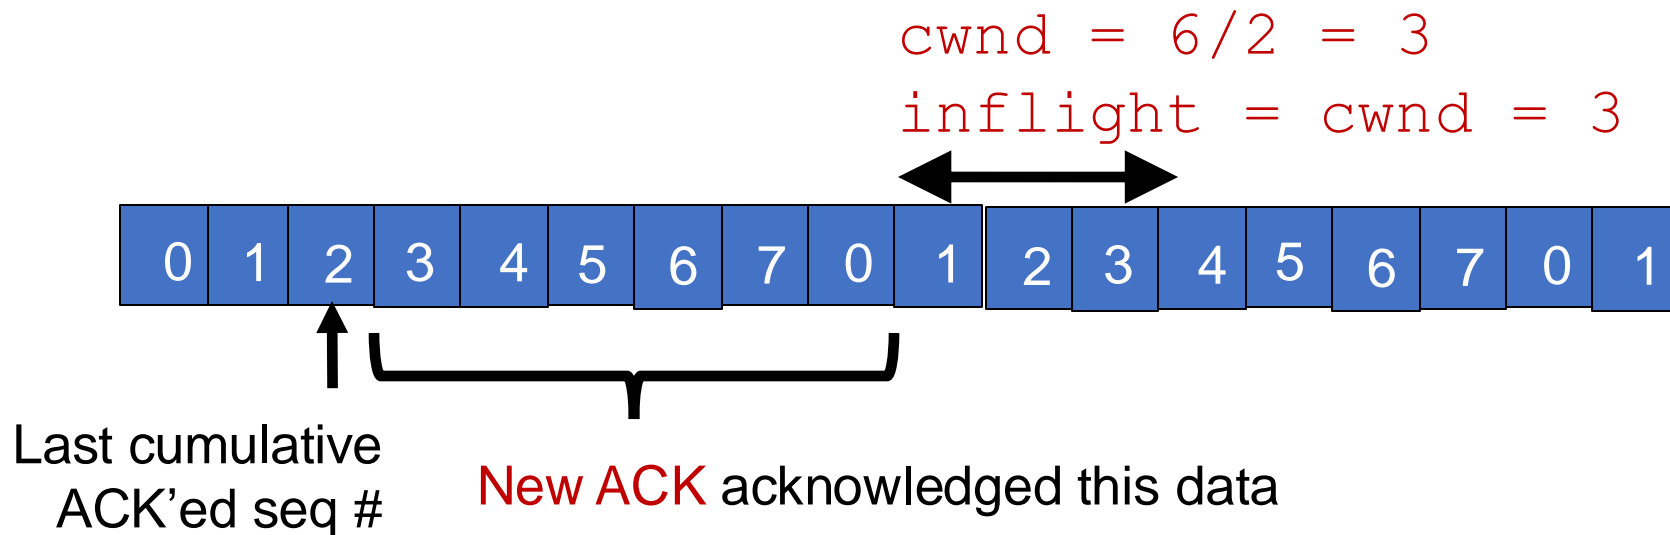 cwnd = 6/2 = 3
inflight = cwnd = 3
0 1 2 3 4 5 6 7 0 1 2 3 4 5 6 7 0 1
Last cumulative
ACK’ed seq #
New ACK acknowledged this data